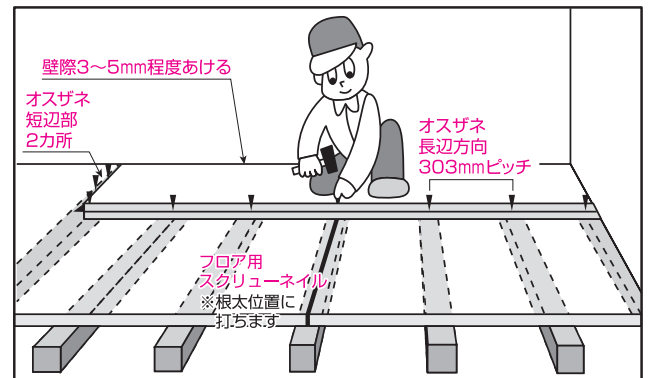 壁際3～5mm程度あける
オスザネ
短辺部
2カ所
オスザネ
長辺方向
303mmピッチ
フロア用
スクリューネイル
※根太位置に
打ちます